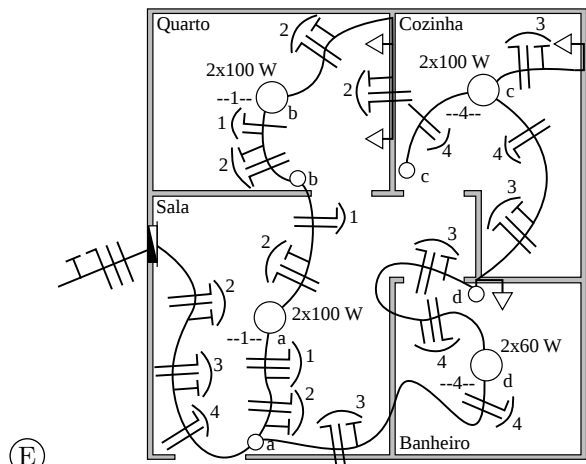 Quarto
Cozinha
2
3
2x100 W
2x100 W
--1--
b
2
c
--4--
1
4
4
2
b
c
Sala
1
3
3
2
2
d
2x100 W
--1--
a
2x60 W
1
4
3
--4--
d
2
4
3
4
a
Banheiro
E